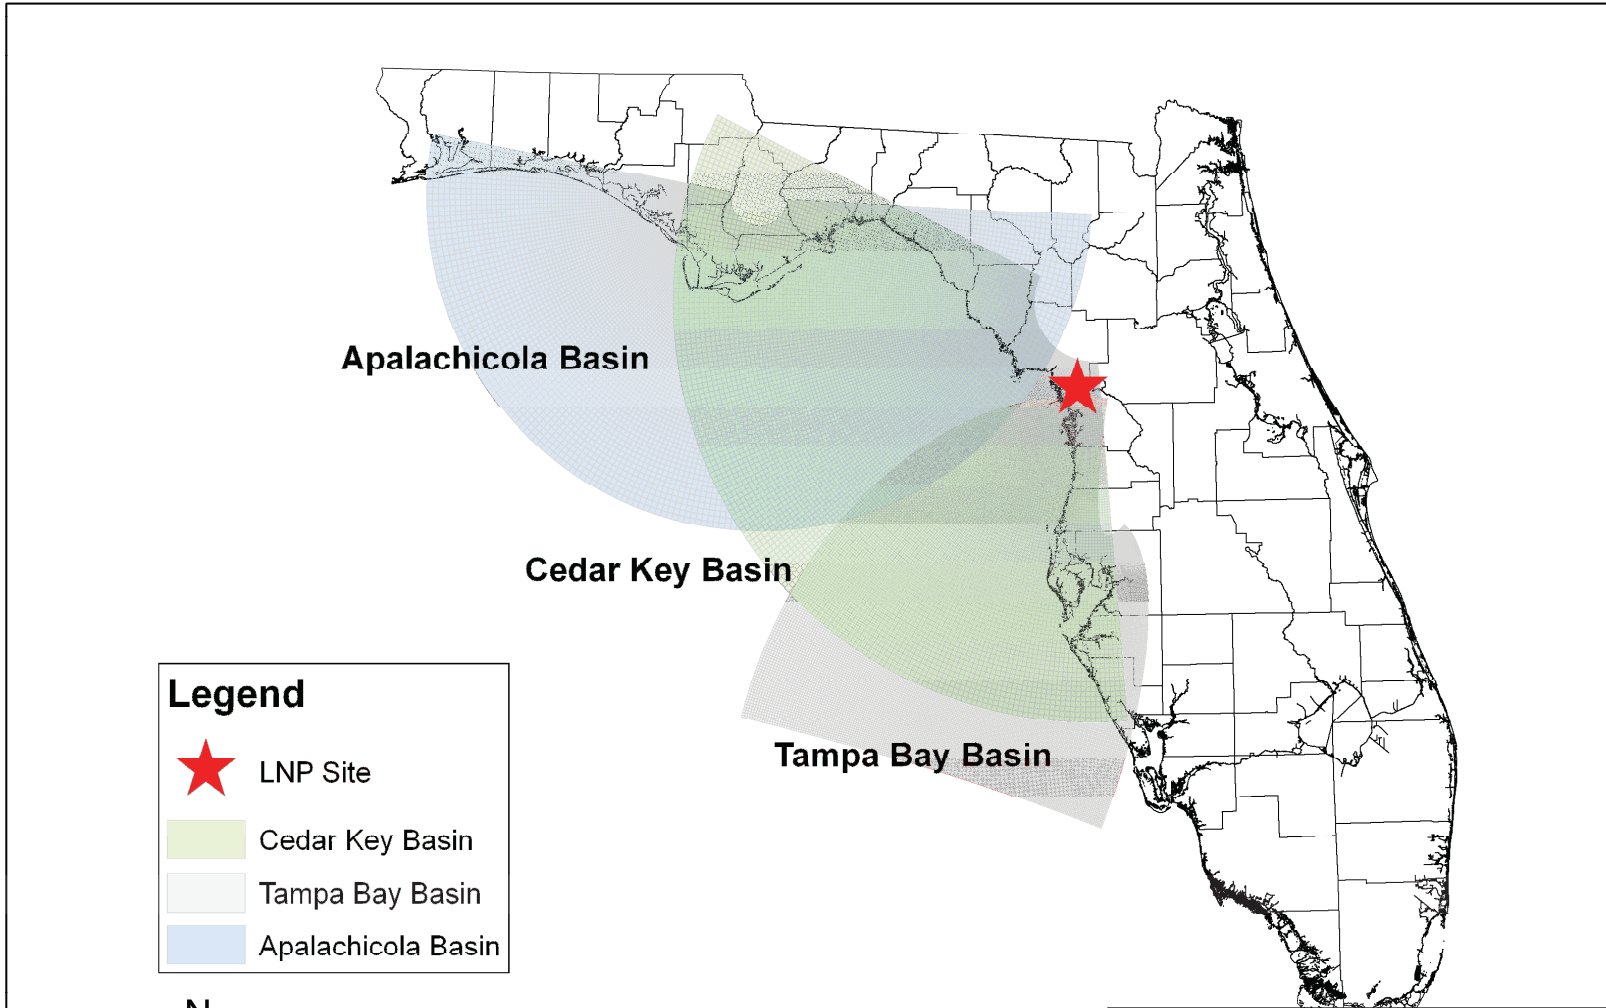 Apalachicola Basin
Cedar Key Basin
Tampa Bay Basin
Legend
LNP Site
Cedar Key Basin
Tampa Bay Basin
Apalachicola Basin
N